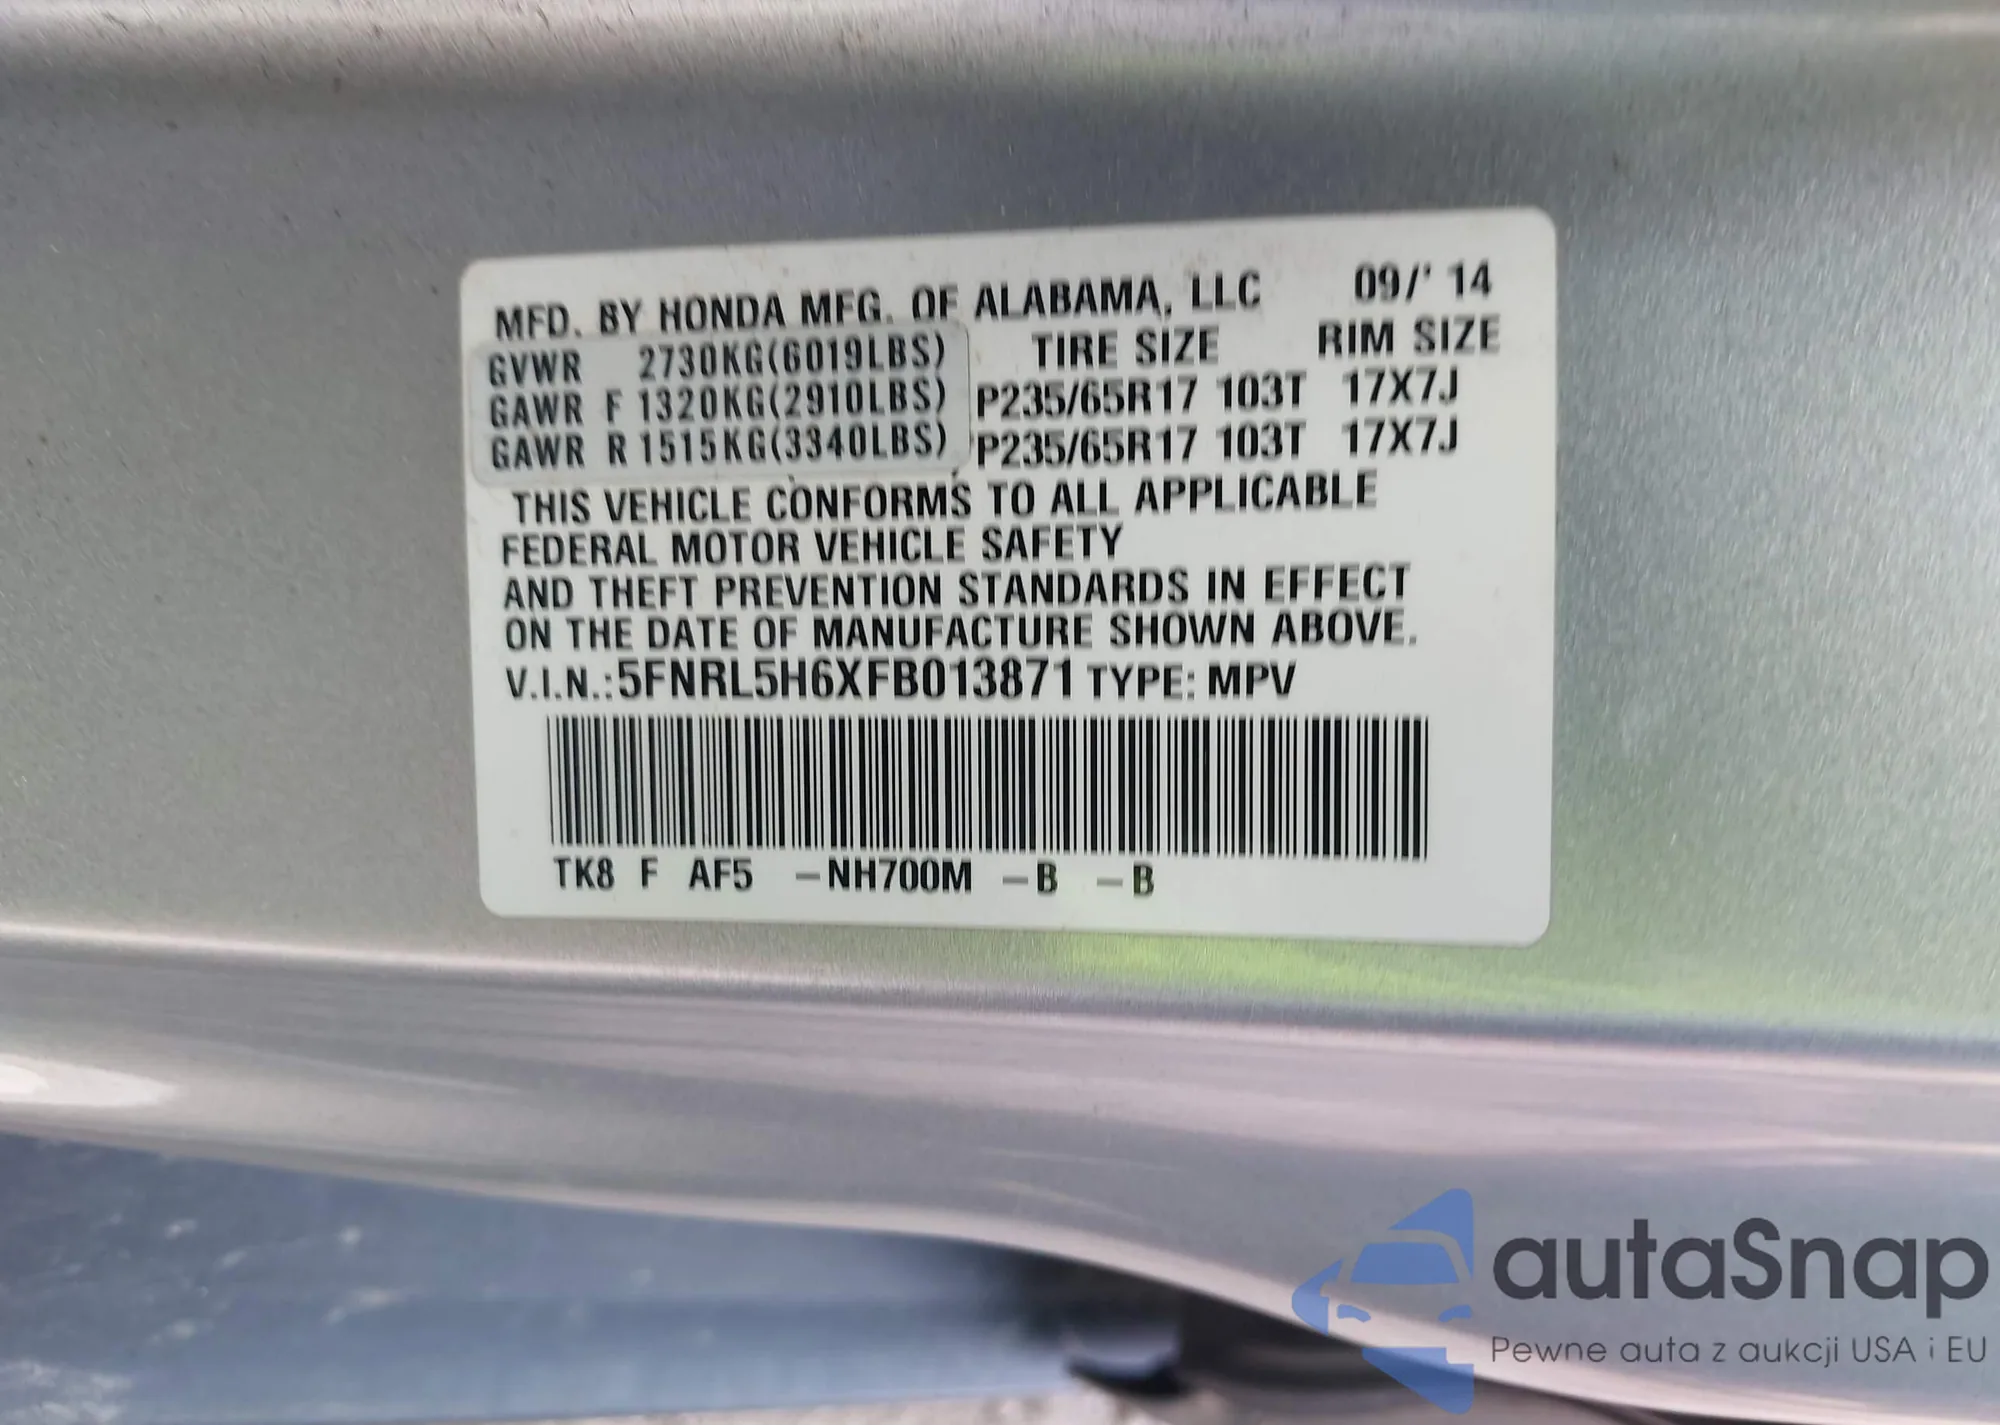 MFD. BY HONDA MFG. OF ALABAMA, LLC 09/' 14
GVWR 2730KG(6019LBS) TIRE SIZE RIM SIZE
GAWR F 1320KG(2910LBS) P235/65R17 103T 17X7J
GAWR R 1515KG(3340LBS) P235/65R17 103T 17X7J
THIS VEHICLE CONFORMS TO ALL APPLICABLE
FEDERAL MOTOR VEHICLE SAFETY
AND THEFT PREVENTION STANDARDS IN EFFECT
ON THE DATE OF MANUFACTURE SHOWN ABOVE.
V.I.N.:5FNRL5H6XFB013871 TYPE: MPV
TK8 F AF5 –NH700M –B –B
autaSnap
Pewne auta z aukcji USA i EU